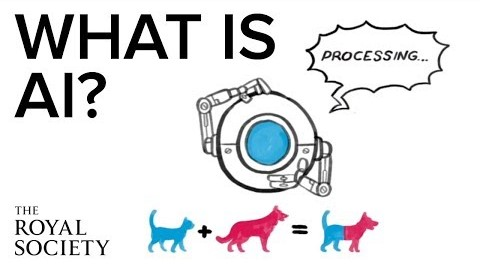 WHAT IS
AI?
PROCESSING...
THE
ROYAL
SOCIETY
+ =